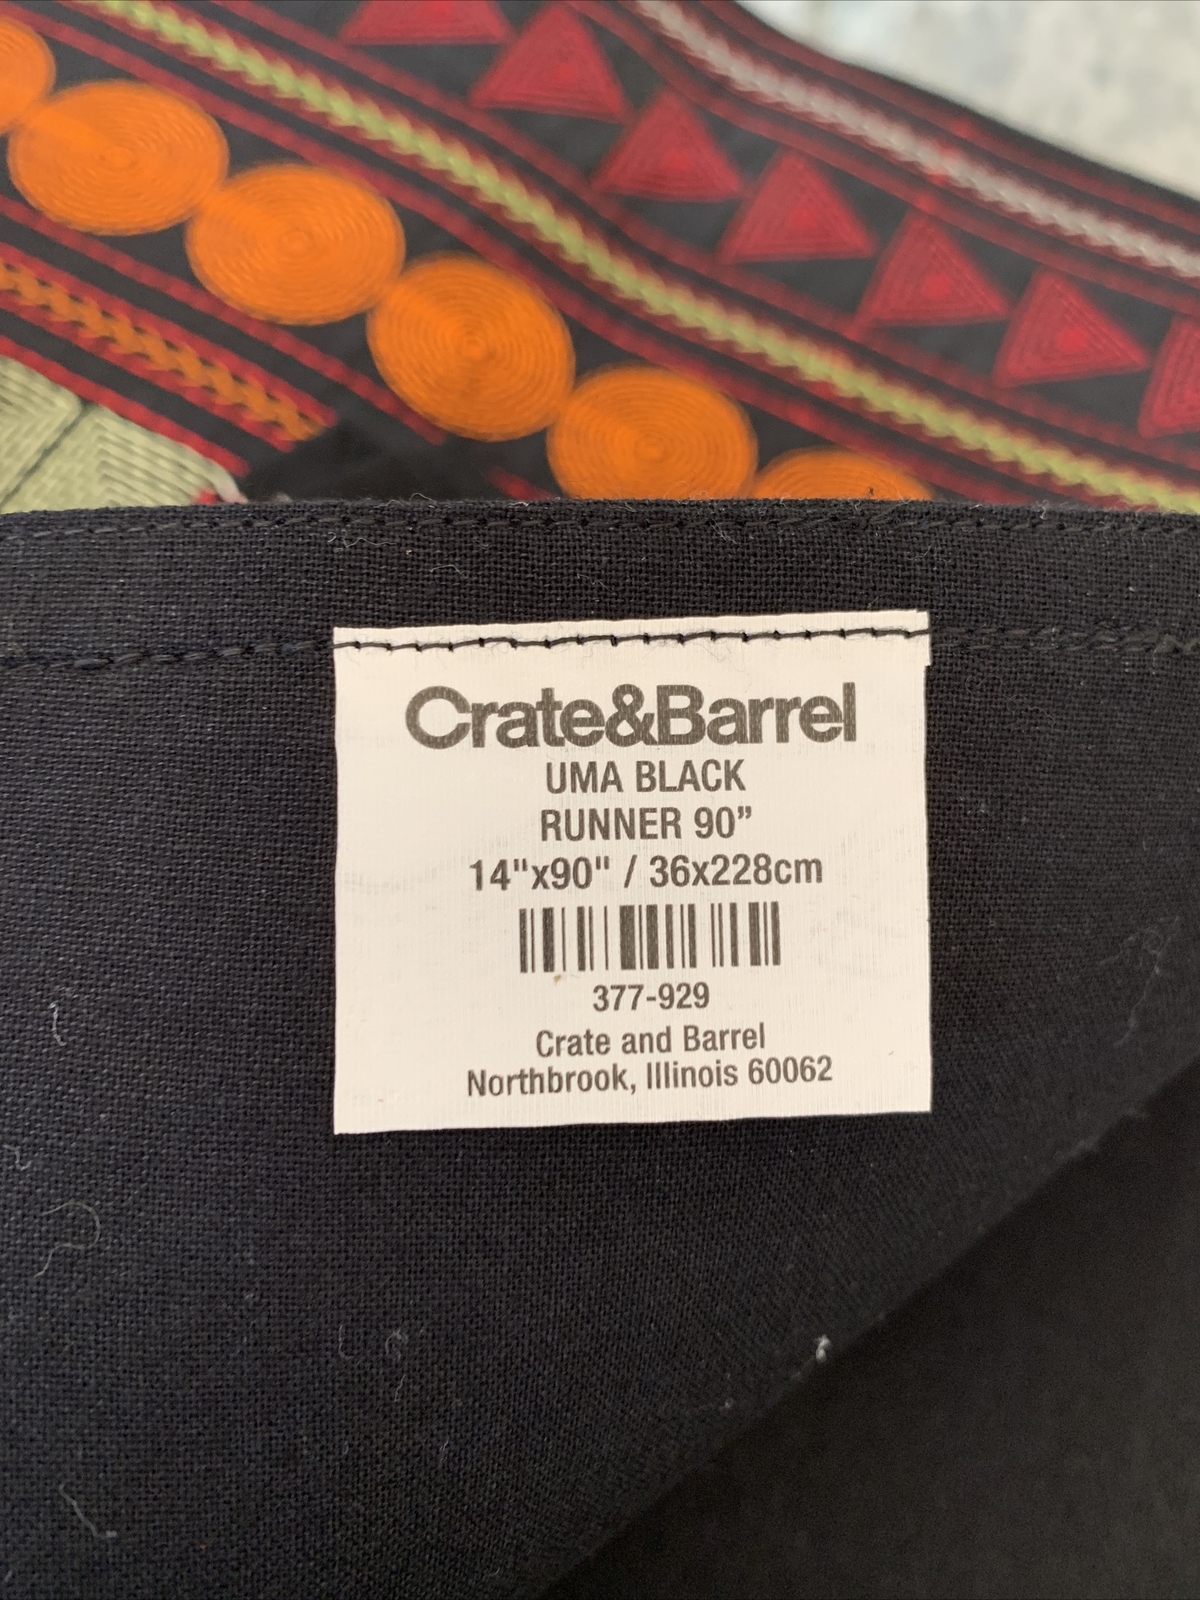 Crate&Barrel
UMA BLACK
RUNNER 90”
14"x90" / 36x228cm
377-929
Crate and Barrel
Northbrook, Illinois 60062